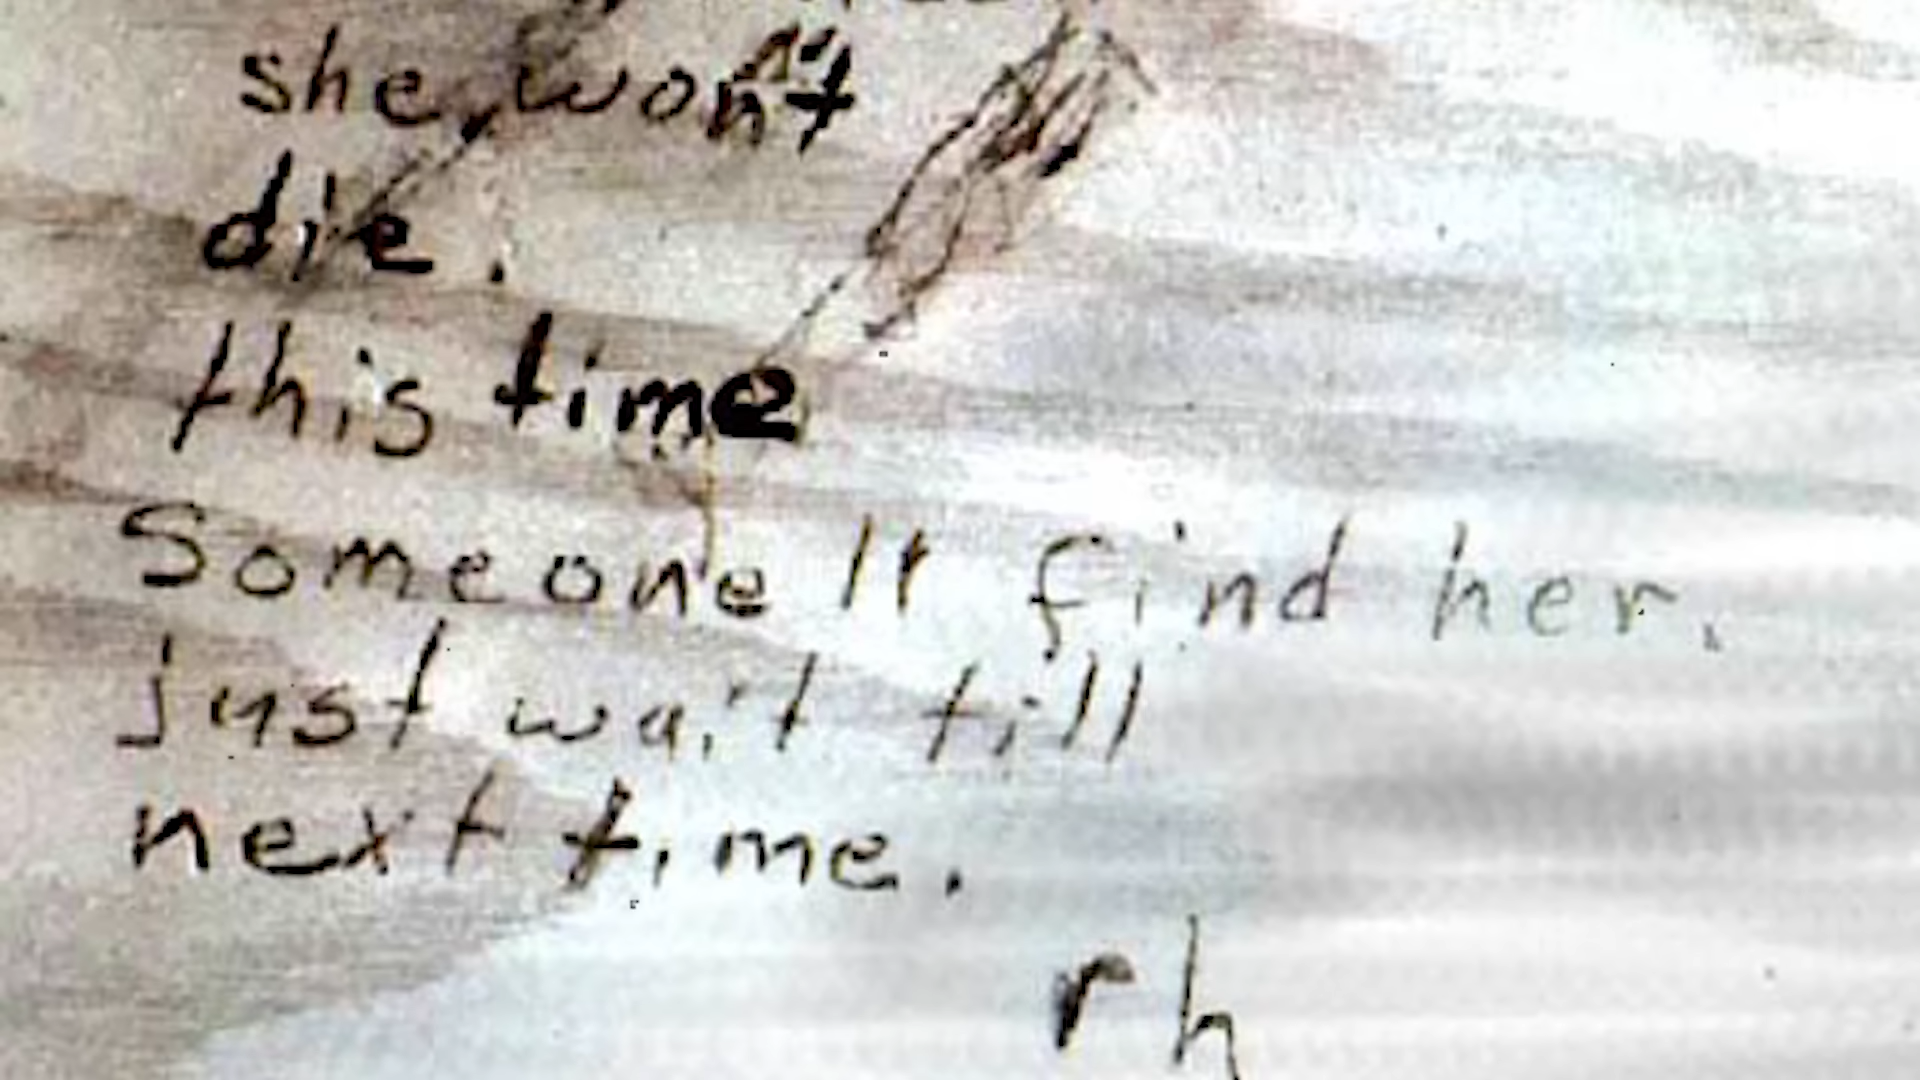 she won't
die.
this time
Someone ll find her.
just wait till
next time.
rh